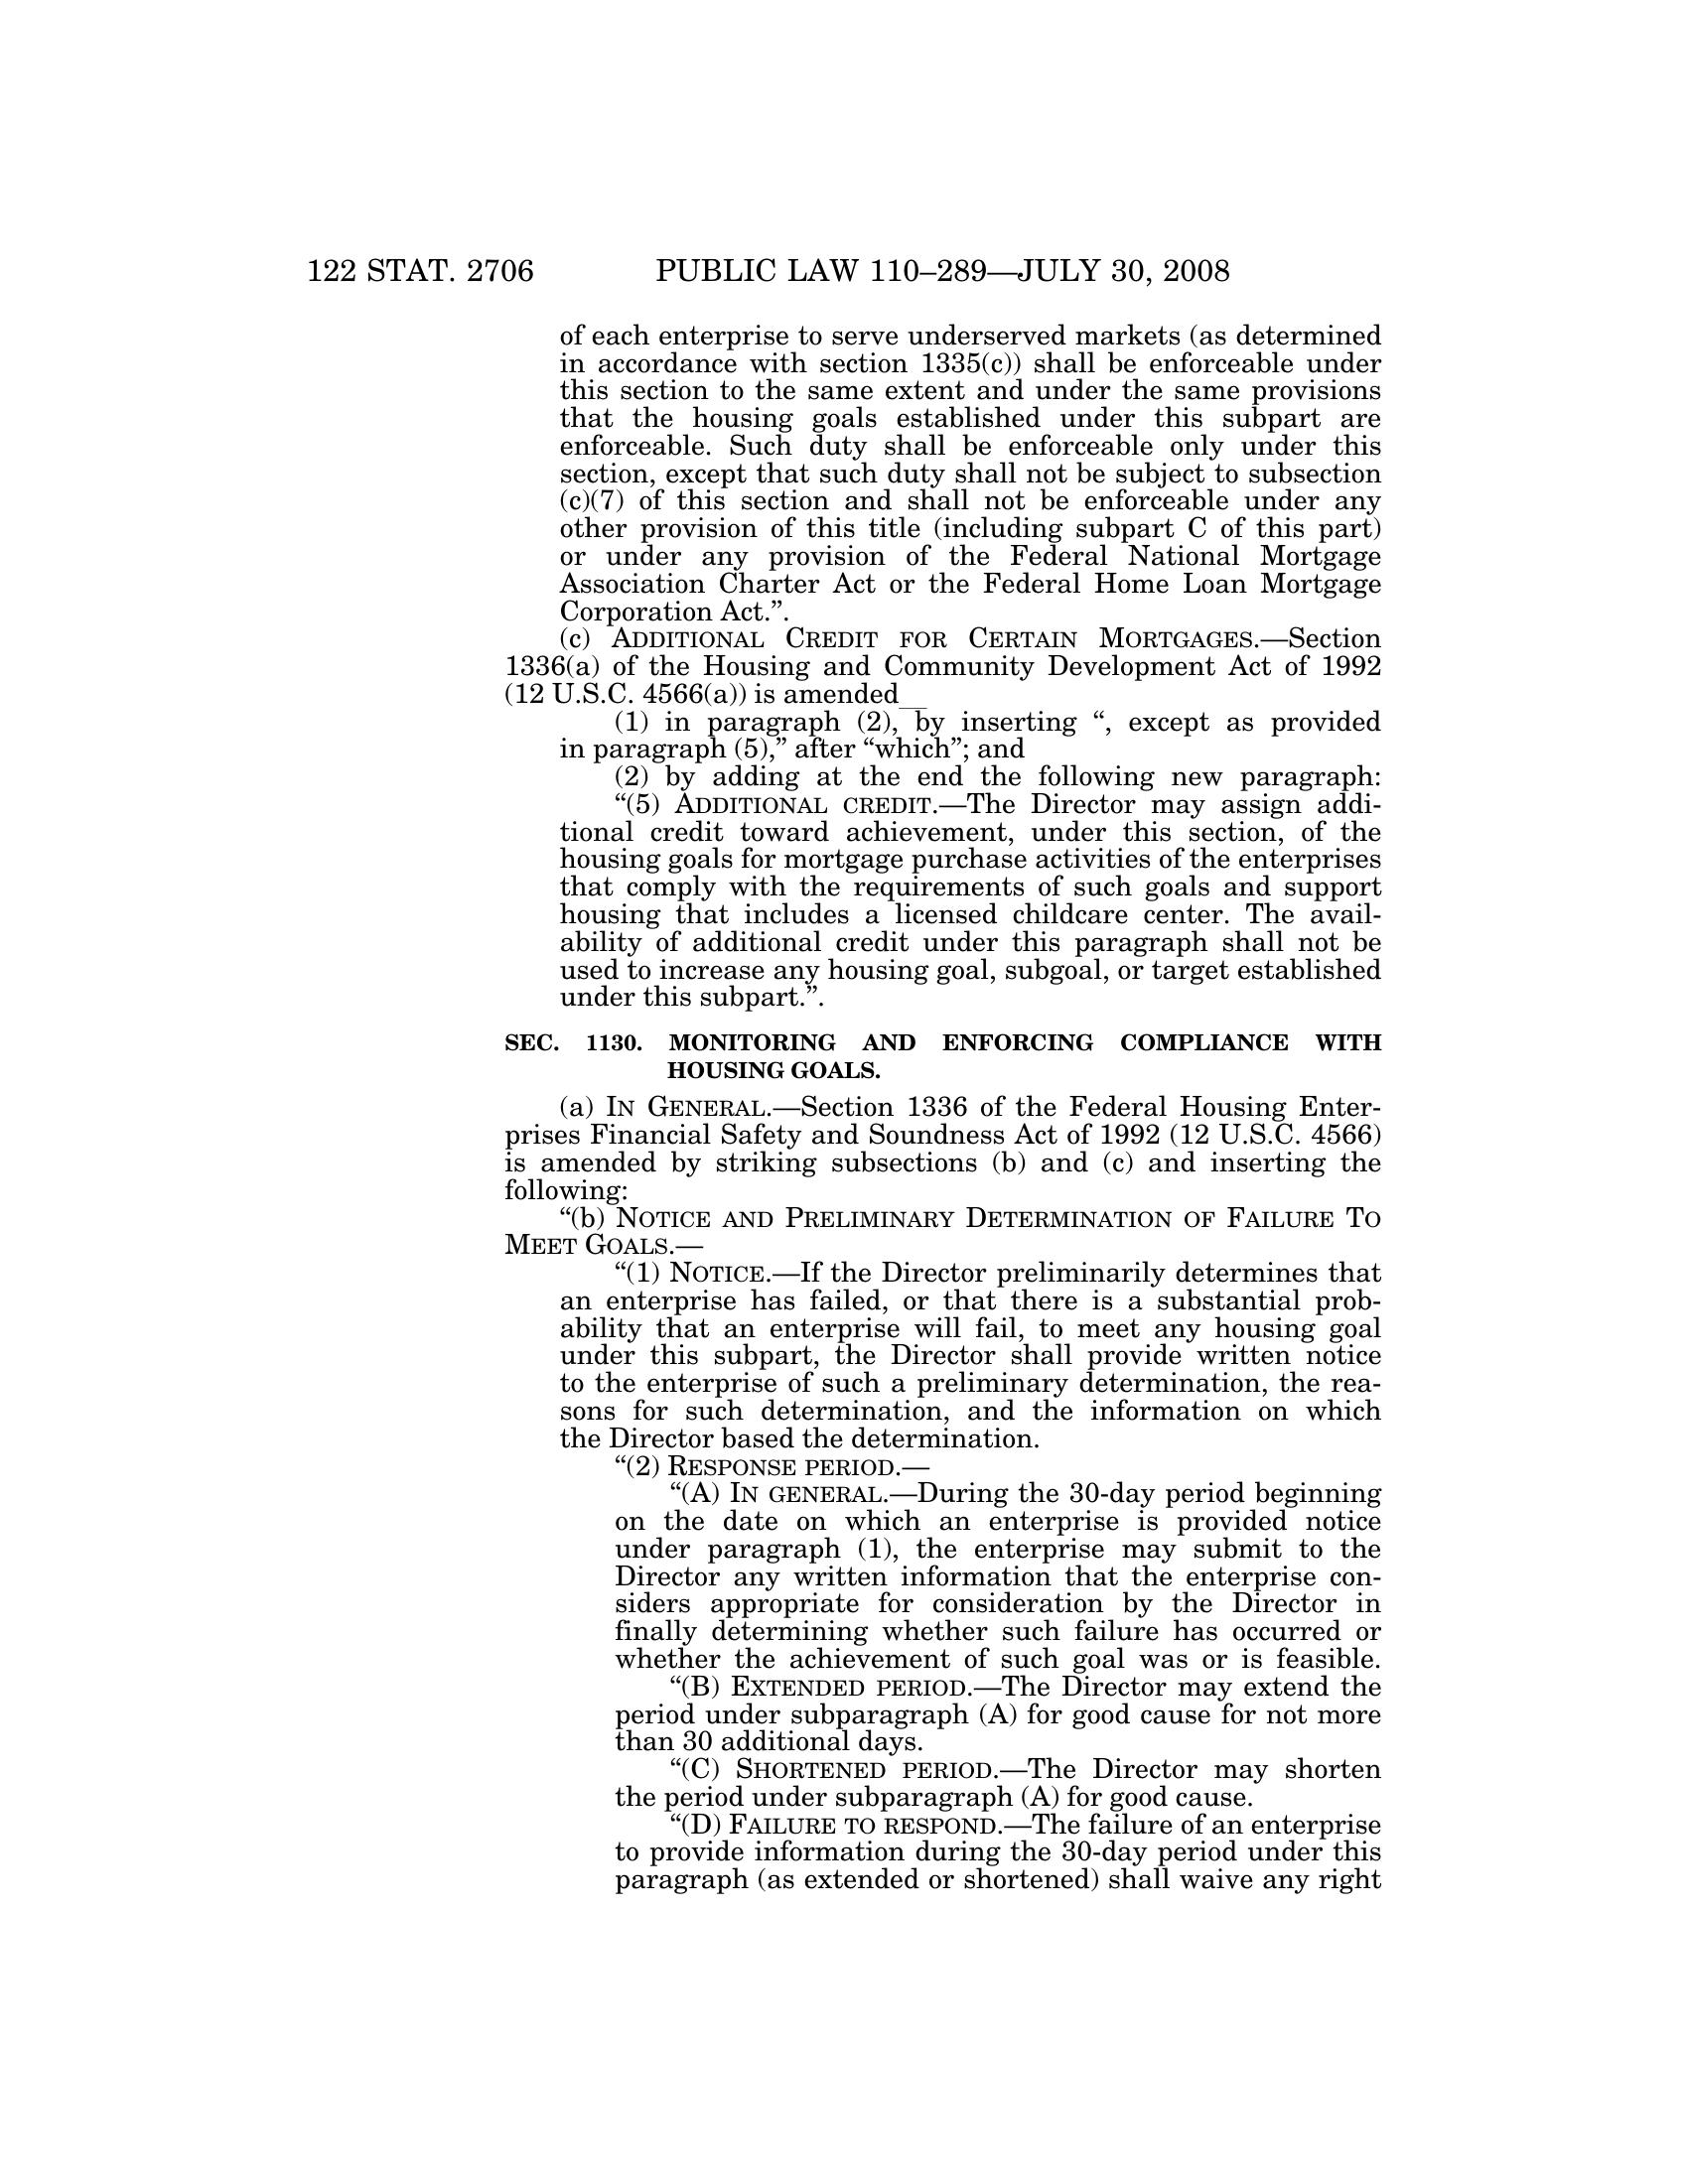 122 STAT. 2706 PUBLIC LAW 110–289—JULY 30, 2008
of each enterprise to serve underserved markets (as determined
in accordance with section 1335(c)) shall be enforceable under
this section to the same extent and under the same provisions
that the housing goals established under this subpart are
enforceable. Such duty shall be enforceable only under this
section, except that such duty shall not be subject to subsection
(c)(7) of this section and shall not be enforceable under any
other provision of this title (including subpart C of this part)
or under any provision of the Federal National Mortgage
Association Charter Act or the Federal Home Loan Mortgage
Corporation Act.”.
(c) ADDITIONAL CREDIT FOR CERTAIN MORTGAGES.—Section
1336(a) of the Housing and Community Development Act of 1992
(12 U.S.C. 4566(a)) is amended—
(1) in paragraph (2), by inserting “, except as provided
in paragraph (5),” after “which”; and
(2) by adding at the end the following new paragraph:
“(5) ADDITIONAL CREDIT.—The Director may assign addi-
tional credit toward achievement, under this section, of the
housing goals for mortgage purchase activities of the enterprises
that comply with the requirements of such goals and support
housing that includes a licensed childcare center. The avail-
ability of additional credit under this paragraph shall not be
used to increase any housing goal, subgoal, or target established
under this subpart.”.
SEC. 1130. MONITORING AND ENFORCING COMPLIANCE WITH
HOUSING GOALS.
(a) IN GENERAL.—Section 1336 of the Federal Housing Enter-
prises Financial Safety and Soundness Act of 1992 (12 U.S.C. 4566)
is amended by striking subsections (b) and (c) and inserting the
following:
“(b) NOTICE AND PRELIMINARY DETERMINATION OF FAILURE TO
MEET GOALS.—
“(1) NOTICE.—If the Director preliminarily determines that
an enterprise has failed, or that there is a substantial prob-
ability that an enterprise will fail, to meet any housing goal
under this subpart, the Director shall provide written notice
to the enterprise of such a preliminary determination, the rea-
sons for such determination, and the information on which
the Director based the determination.
“(2) RESPONSE PERIOD.—
“(A) IN GENERAL.—During the 30-day period beginning
on the date on which an enterprise is provided notice
under paragraph (1), the enterprise may submit to the
Director any written information that the enterprise con-
siders appropriate for consideration by the Director in
finally determining whether such failure has occurred or
whether the achievement of such goal was or is feasible.
“(B) EXTENDED PERIOD.—The Director may extend the
period under subparagraph (A) for good cause for not more
than 30 additional days.
“(C) SHORTENED PERIOD.—The Director may shorten
the period under subparagraph (A) for good cause.
“(D) FAILURE TO RESPOND.—The failure of an enterprise
to provide information during the 30-day period under this
paragraph (as extended or shortened) shall waive any right